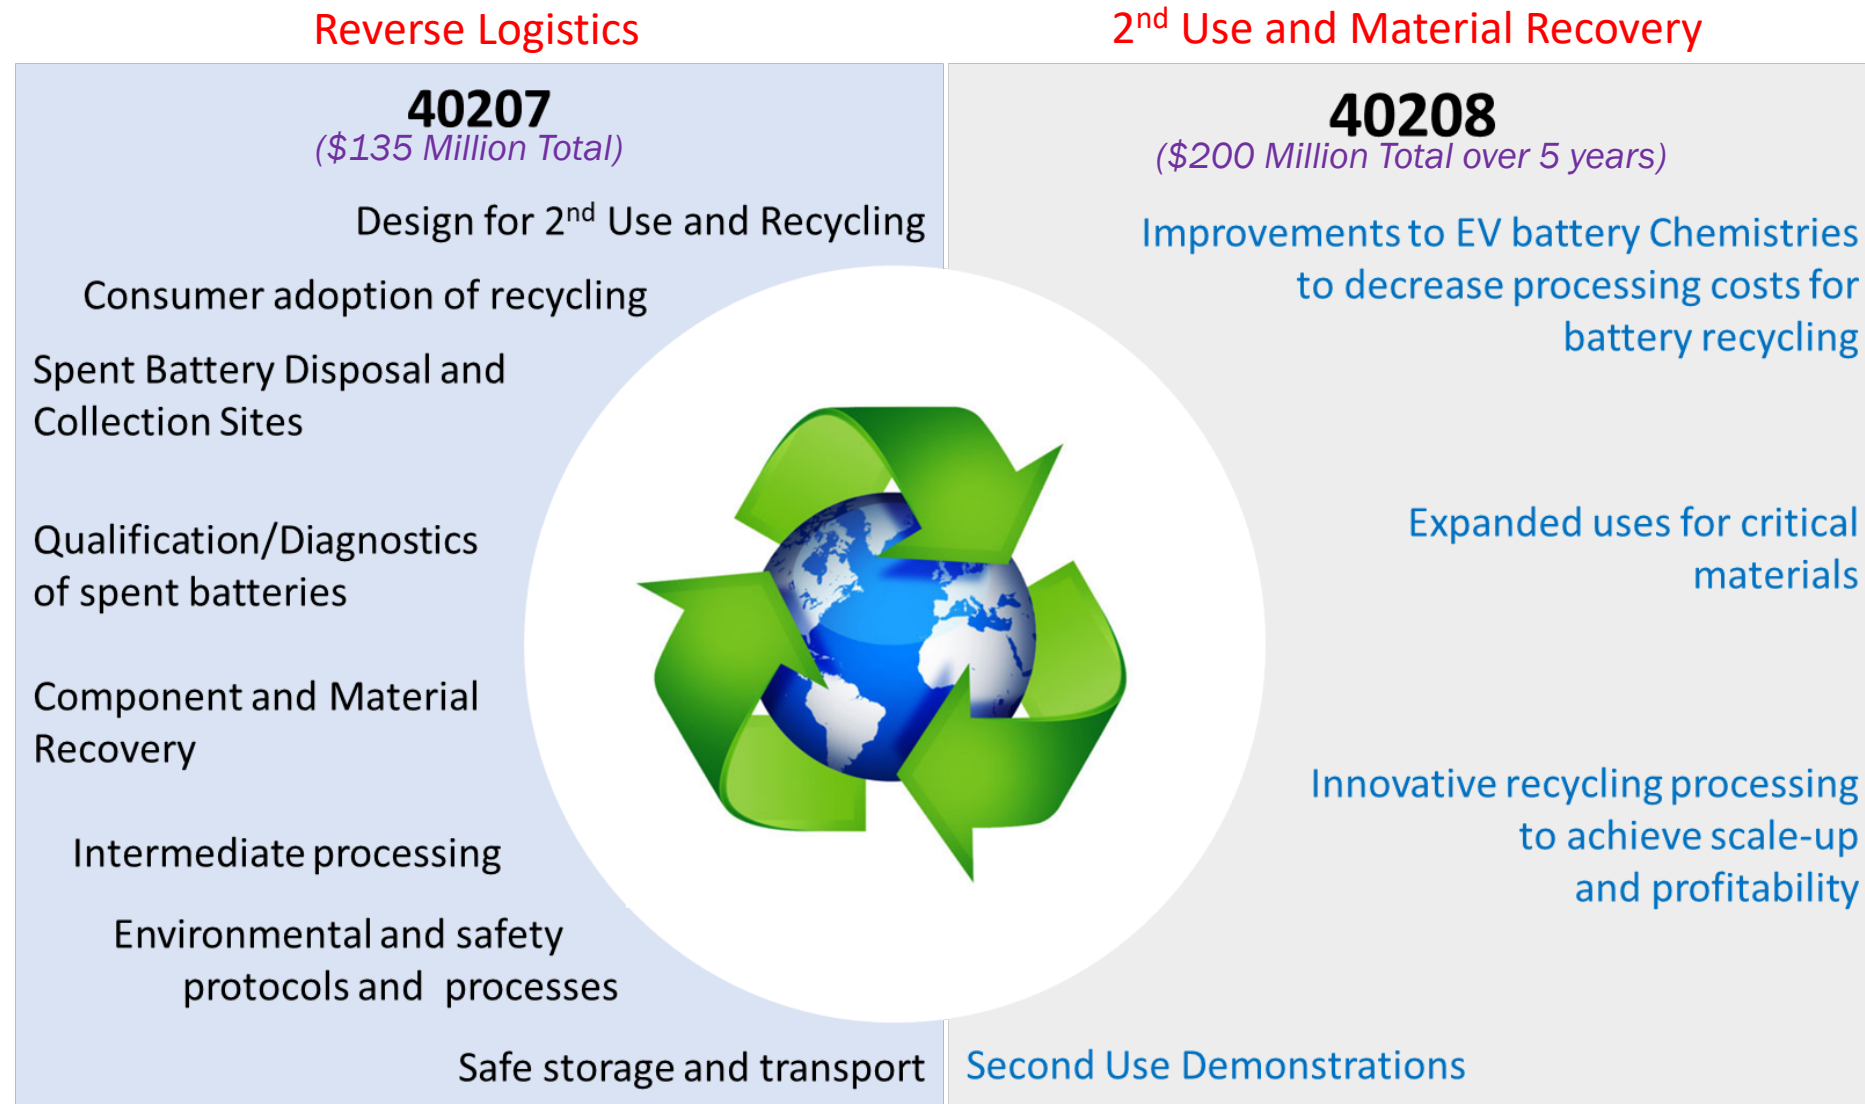 Reverse Logistics
40207
($135 Million Total)
Design for 2nd Use and Recycling
Consumer adoption of recycling
Spent Battery Disposal and
Collection Sites
Qualification/Diagnostics
of spent batteries
Component and Material
Recovery
Intermediate processing
Environmental and safety
protocols and processes
Safe storage and transport
2nd Use and Material Recovery
40208
($200 Million Total over 5 years)
Improvements to EV battery Chemistries
to decrease processing costs for
battery recycling
Expanded uses for critical
materials
Innovative recycling processing
to achieve scale-up
and profitability
Second Use Demonstrations